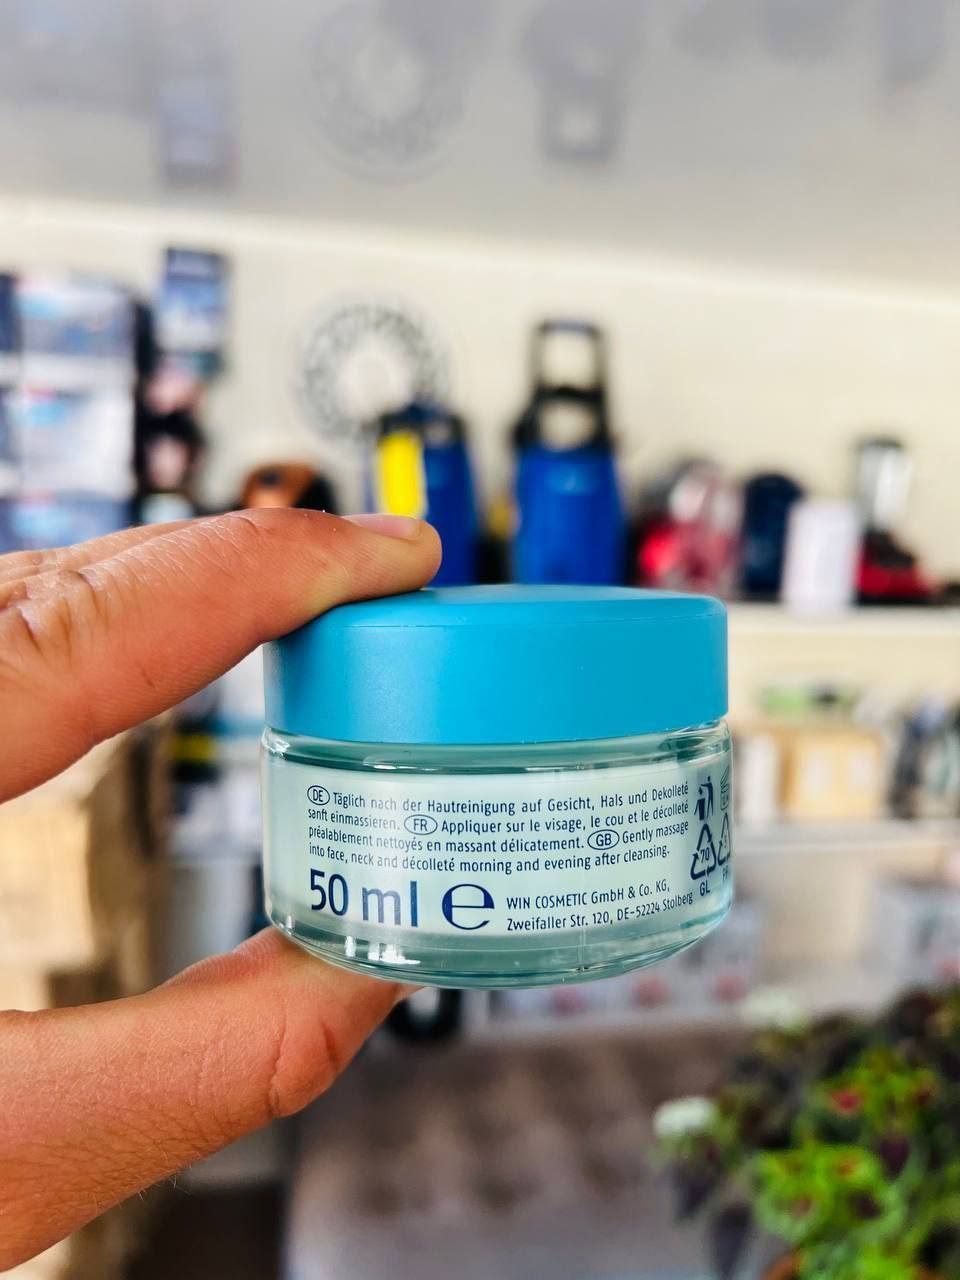 DE Täglich nach der Hautreinigung auf Gesicht, Hals und Dekolleté
sanft einmassieren. FR Appliquer sur le visage, le cou et le décolleté
préalablement nettoyés en massant délicatement. GB Gently massage
into face, neck and décolleté morning and evening after cleansing.
50 ml e
WIN COSMETIC GmbH & Co. KG,
Zweifaller Str. 120, DE-52224 Stolberg
70
GL